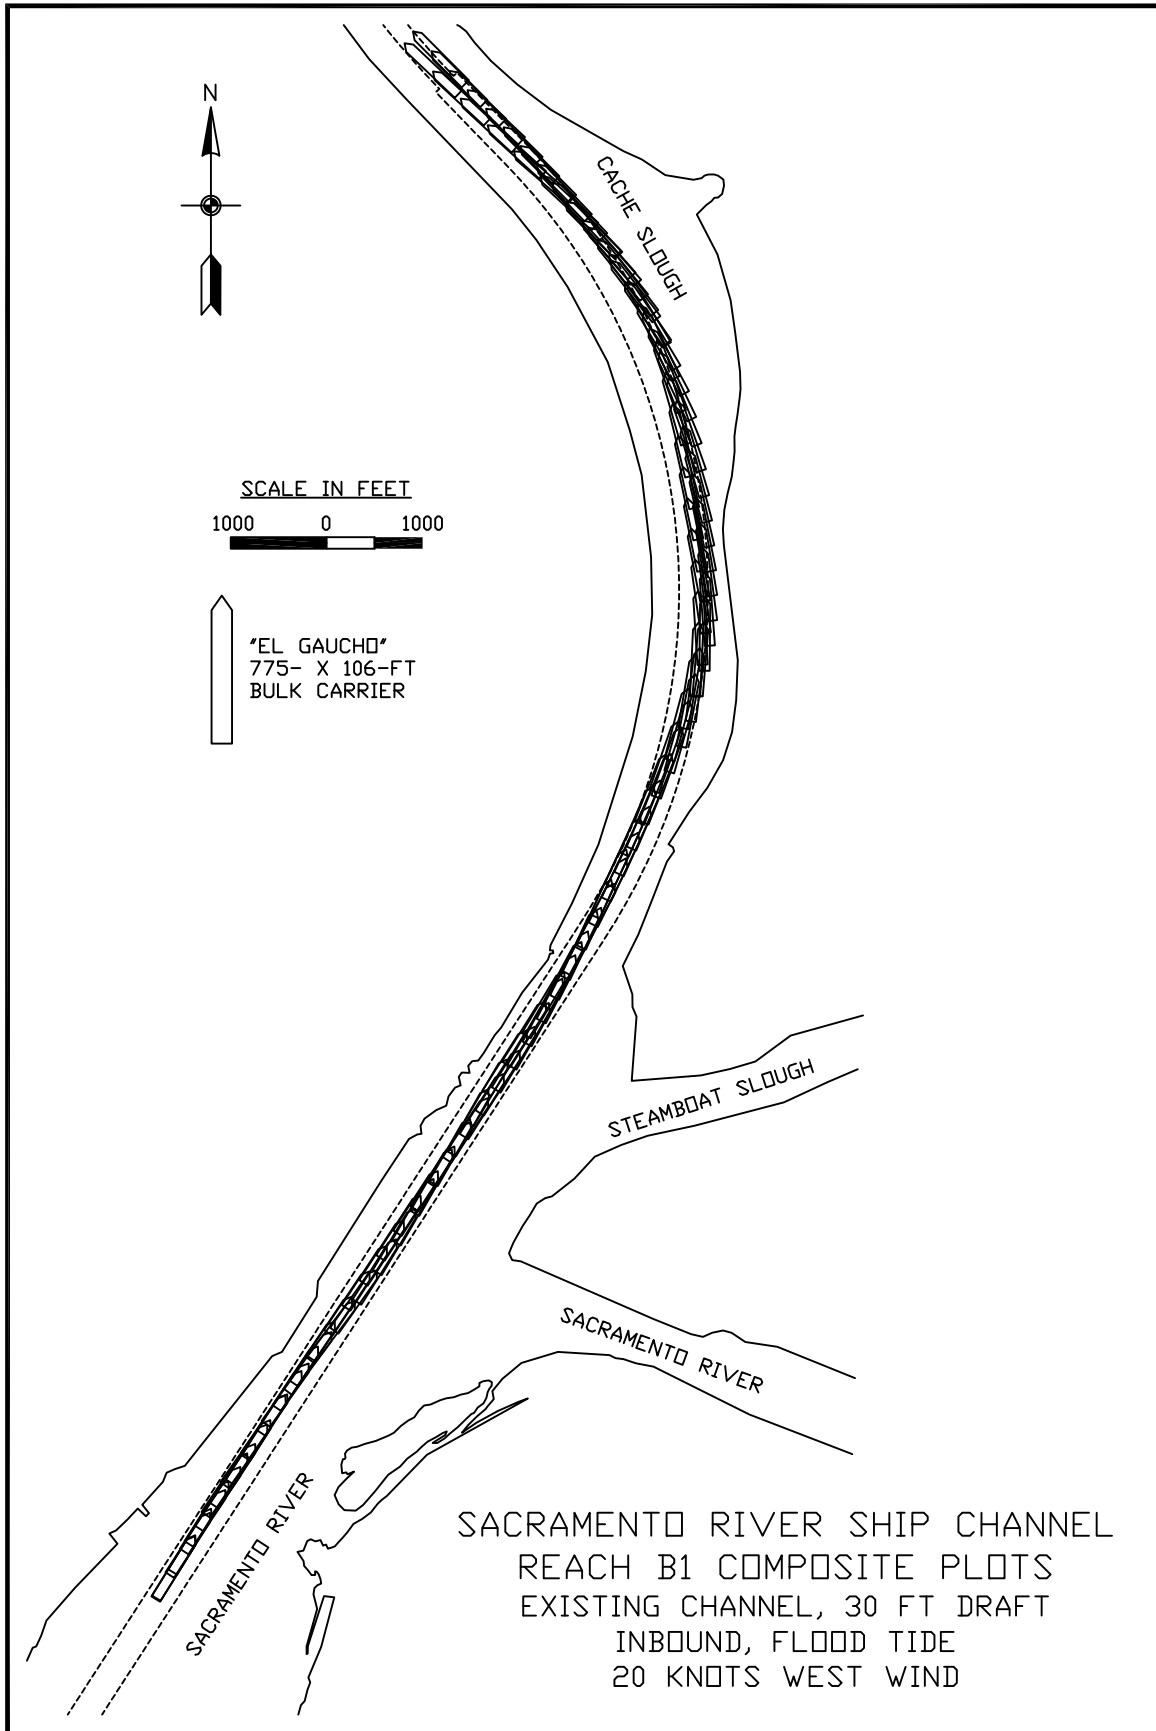 N
CACHE SLOUGH
SCALE IN FEET
1000 0 1000
"EL GAUCHO"
775- X 106-FT
BULK CARRIER
STEAMBOAT SLOUGH
SACRAMENTO RIVER
SACRAMENTO RIVER
SACRAMENTO RIVER SHIP CHANNEL
REACH B1 COMPOSITE PLOTS
EXISTING CHANNEL, 30 FT DRAFT
INBOUND, FLOOD TIDE
20 KNOTS WEST WIND